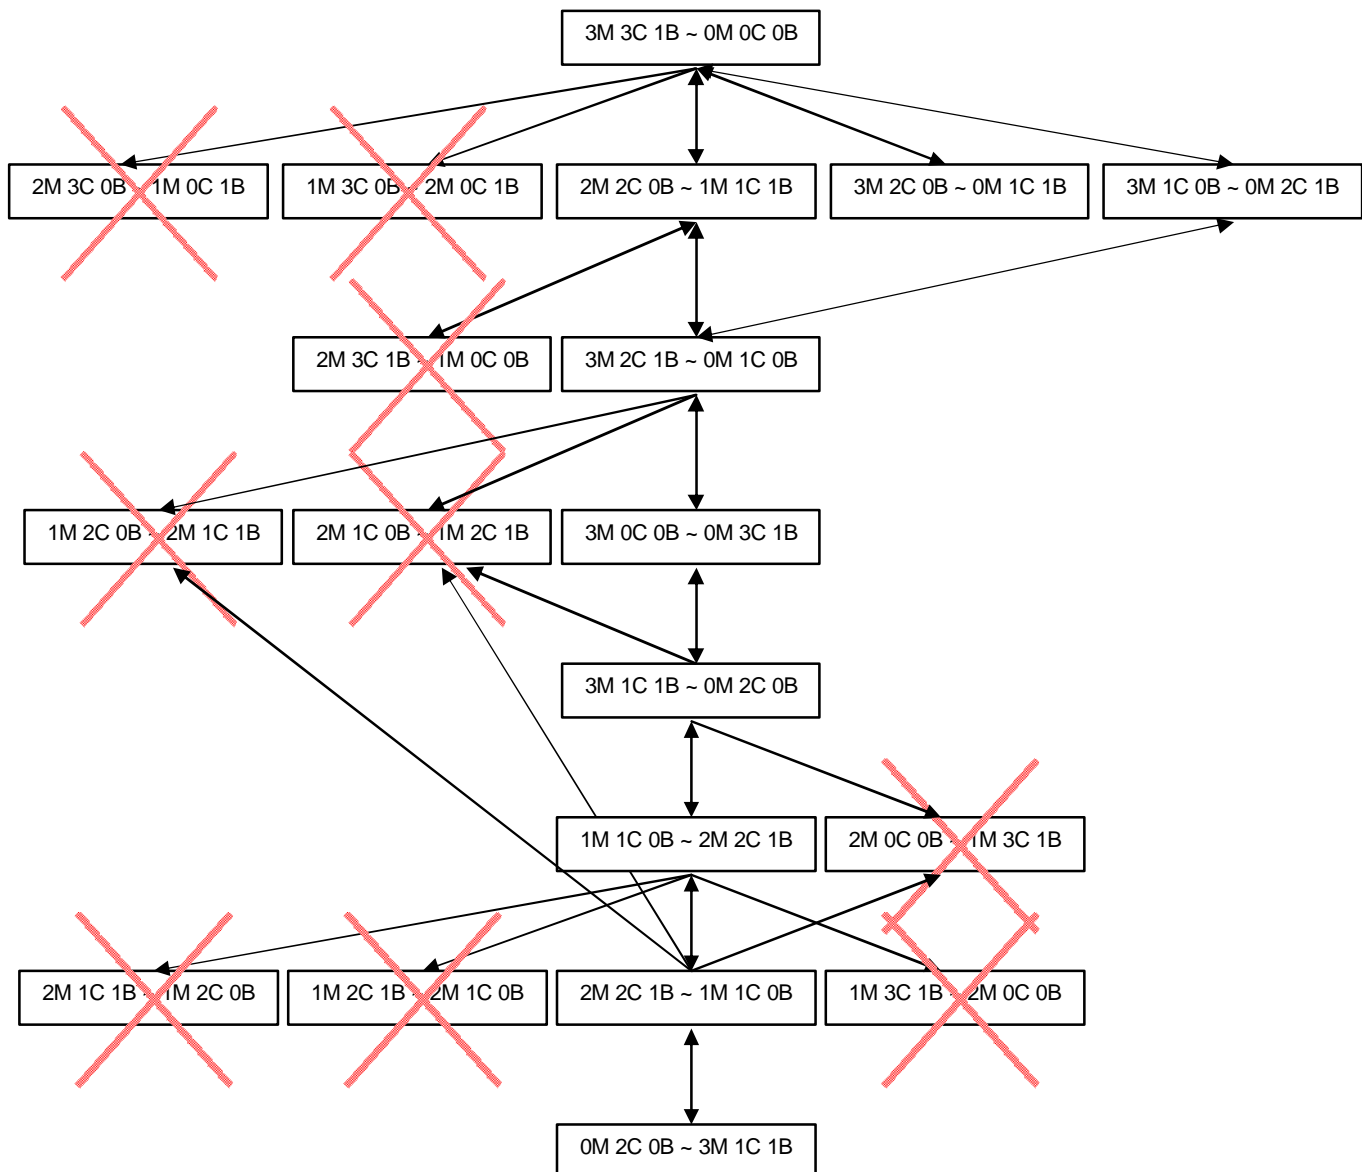 3M 3C 1B ~ 0M 0C 0B
2M 3C 0B ~ 1M 0C 1B
1M 3C 0B ~ 2M 0C 1B
2M 2C 0B ~ 1M 1C 1B
3M 2C 0B ~ 0M 1C 1B
3M 1C 0B ~ 0M 2C 1B
2M 3C 1B ~ 1M 0C 0B
3M 2C 1B ~ 0M 1C 0B
1M 2C 0B ~ 2M 1C 1B
2M 1C 0B ~ 1M 2C 1B
3M 0C 0B ~ 0M 3C 1B
3M 1C 1B ~ 0M 2C 0B
1M 1C 0B ~ 2M 2C 1B
2M 0C 0B ~ 1M 3C 1B
2M 1C 1B ~ 1M 2C 0B
1M 2C 1B ~ 2M 1C 0B
2M 2C 1B ~ 1M 1C 0B
1M 3C 1B ~ 2M 0C 0B
0M 2C 0B ~ 3M 1C 1B